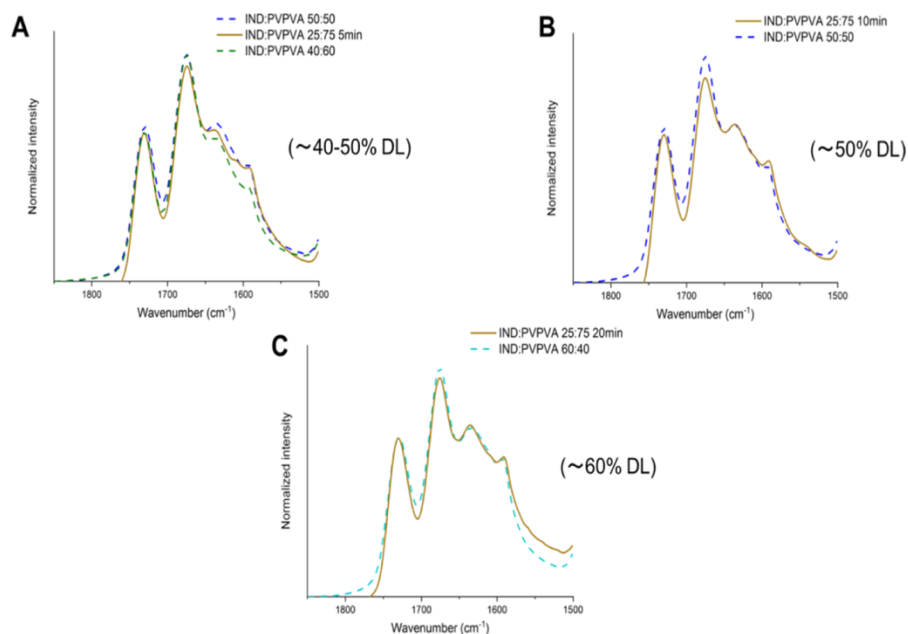 A
IND:PVPVA 50:50
IND:PVPVA 25:75 5min
IND:PVPVA 40:60
(~40-50% DL)
Normalized intensity
1800 1700 1600 1500
Wavenumber (cm⁻¹)
B
IND:PVPVA 25:75 10min
IND:PVPVA 50:50
(~50% DL)
Normalized intensity
1800 1700 1600 1500
Wavenumber (cm⁻¹)
C
IND:PVPVA 25:75 20min
IND:PVPVA 60:40
(~60% DL)
Normalized intensity
1800 1700 1600 1500
Wavenumber (cm⁻¹)